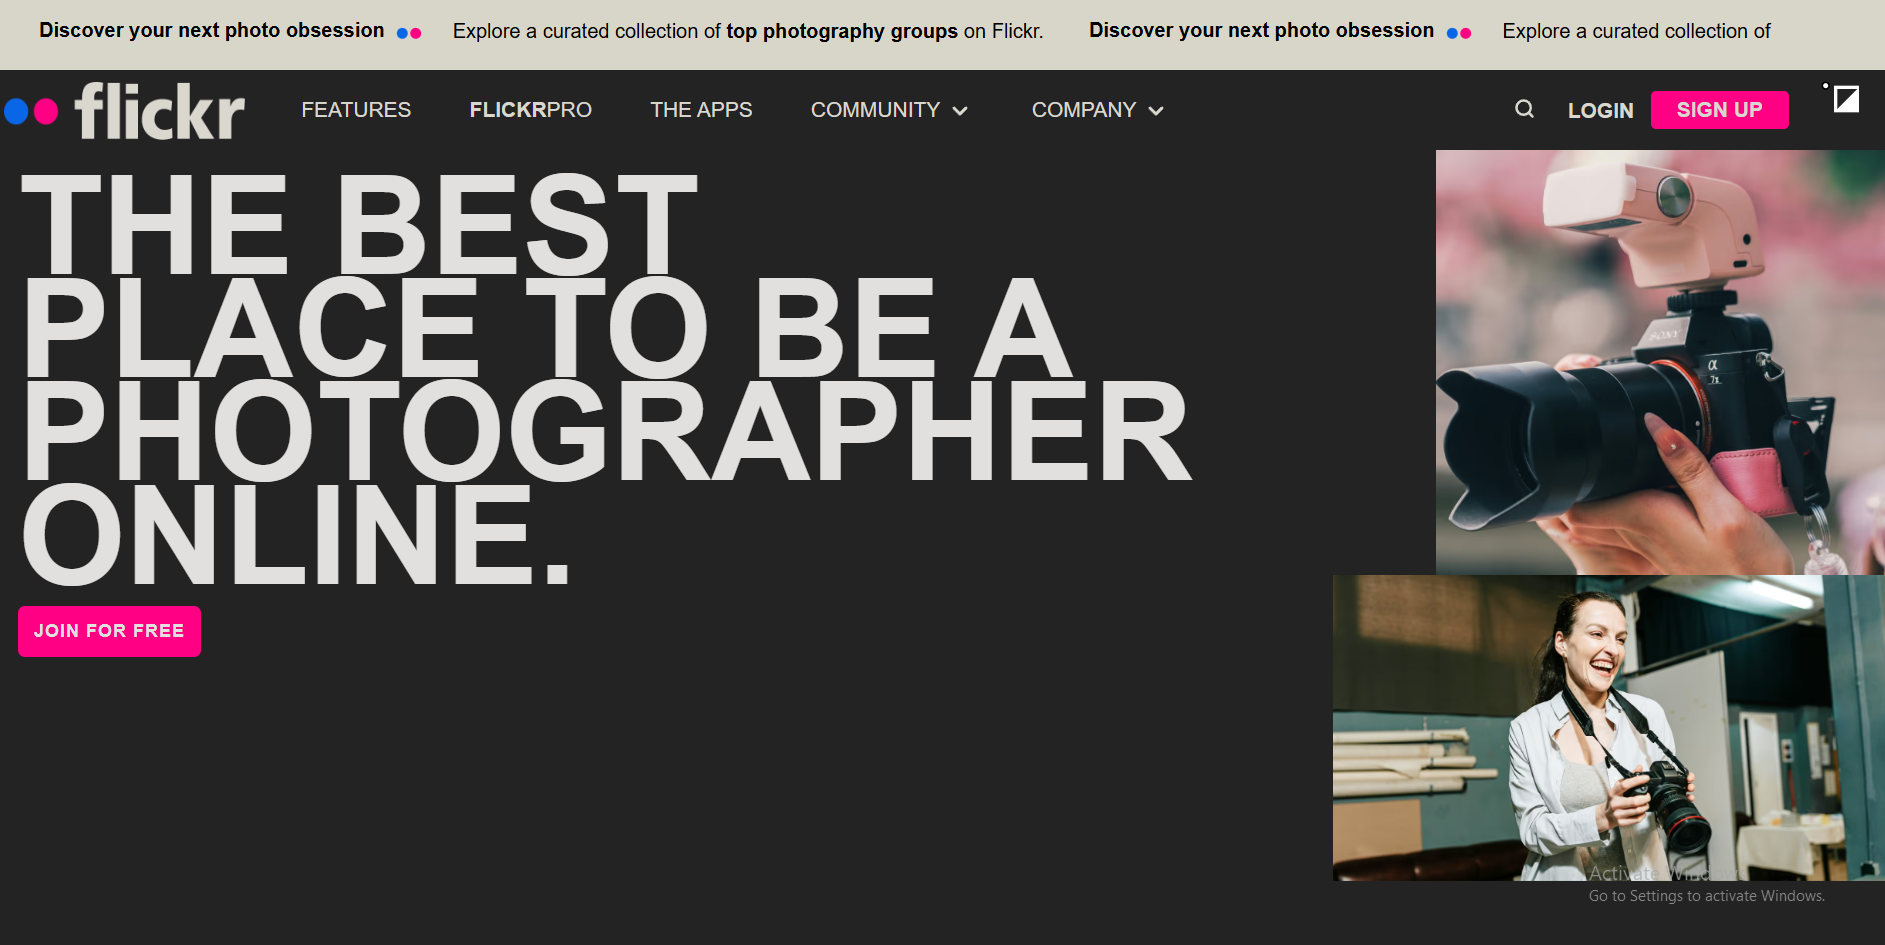 Discover your next photo obsession Explore a curated collection of top photography groups on Flickr. Discover your next photo obsession Explore a curated collection of
flickr FEATURES FLICKRPRO THE APPS COMMUNITY COMPANY LOGIN SIGN UP
THE BEST
PLACE TO BE A
PHOTOGRAPHER
ONLINE.
JOIN FOR FREE
SONY
α
7II
Activate Windows
Go to Settings to activate Windows.